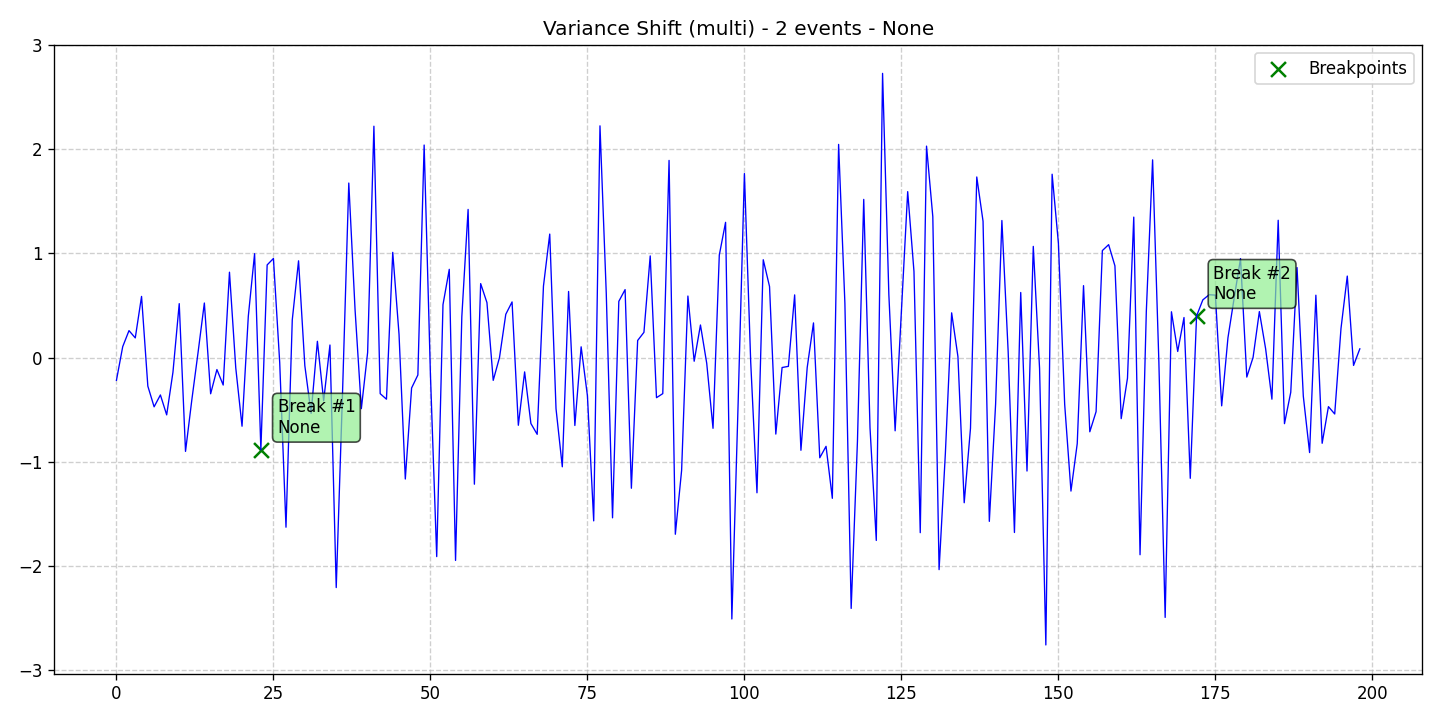 Variance Shift (multi) - 2 events - None
3
Breakpoints
2
1
Break #2
None
0
Break #1
None
−1
−2
−3
0 25 50 75 100 125 150 175 200